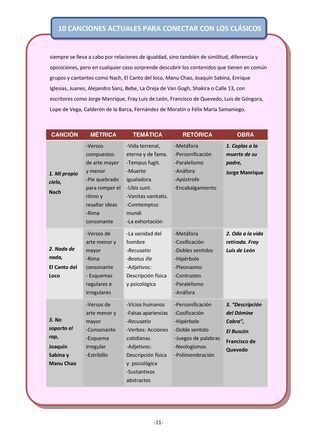 10 CANCIONES ACTUALES PARA CONECTAR CON LOS CLÁSICOS
siempre se lleva a cabo por relaciones de igualdad, sino también de similitud, diferencia y
oposiciones, pero en cualquier caso sorprende descubrir los contenidos que tienen en común
grupos y cantantes como Nach, El Canto del loco, Manu Chao, Joaquín Sabina, Enrique
Iglesias, Juanes, Alejandro Sanz, Bebe, La Oreja de Van Gogh, Shakira o Calle 13, con
escritores como Jorge Manrique, Fray Luis de León, Francisco de Quevedo, Luis de Góngora,
Lope de Vega, Calderón de la Barca, Fernández de Moratín o Félix María Samaniego.
CANCIÓN MÉTRICA TEMÁTICA RETÓRICA OBRA
1. Mi propio
cielo,
Nach
-Versos
compuestos
de arte mayor
y menor
-Pie quebrado
para romper el
ritmo y
resaltar ideas
-Rima
consonante
-Vida terrenal,
eterna y de fama.
-Tempus fugit.
-Muerte
igualadora.
-Ubis sunt.
-Vanitas vanitatis.
-Comtemptus
mundi
-La exhortación
-Metáfora
-Personificación
-Paralelismo
-Anáfora
-Apóstrofe
-Encabalgamiento
1. Coplas a la
muerte de su
padre,
Jorge Manrique
2. Nada de
nada,
El Canto del
Loco
-Versos de
arte menor y
mayor
-Rima
consonante
- Esquemas
regulares e
irregulares
-La vanidad del
hombre
-Recusatio
-Beatus ille
-Adjetivos:
Descripción física
y psicológica
-Metáfora
-Cosificación
-Dobles sentidos
-Hipérbole
-Pleonasmo
-Contrastes
-Paralelismo
-Anáfora
2. Oda a la vida
retirada. Fray
Luis de León
3. No
soporto el
rap,
Joaquín
Sabina y
Manu Chao
-Versos de
arte menor y
mayor
-Consonante
-Esquema
irregular
-Estribillo
-Vicios humanos
-Falsas apariencias
-Recusatio
-Verbos: Acciones
cotidianas
-Adjetivos:
Descripción física
y psicológica
-Sustantivos
abstractos
-Personificación
-Cosificación
-Hipérbole
-Doble sentido
-Juegos de palabras
-Neologismos
-Polimembración
3. "Descripción
del Dómine
Cabra",
El Buscón
Francisco de
Quevedo
-11-